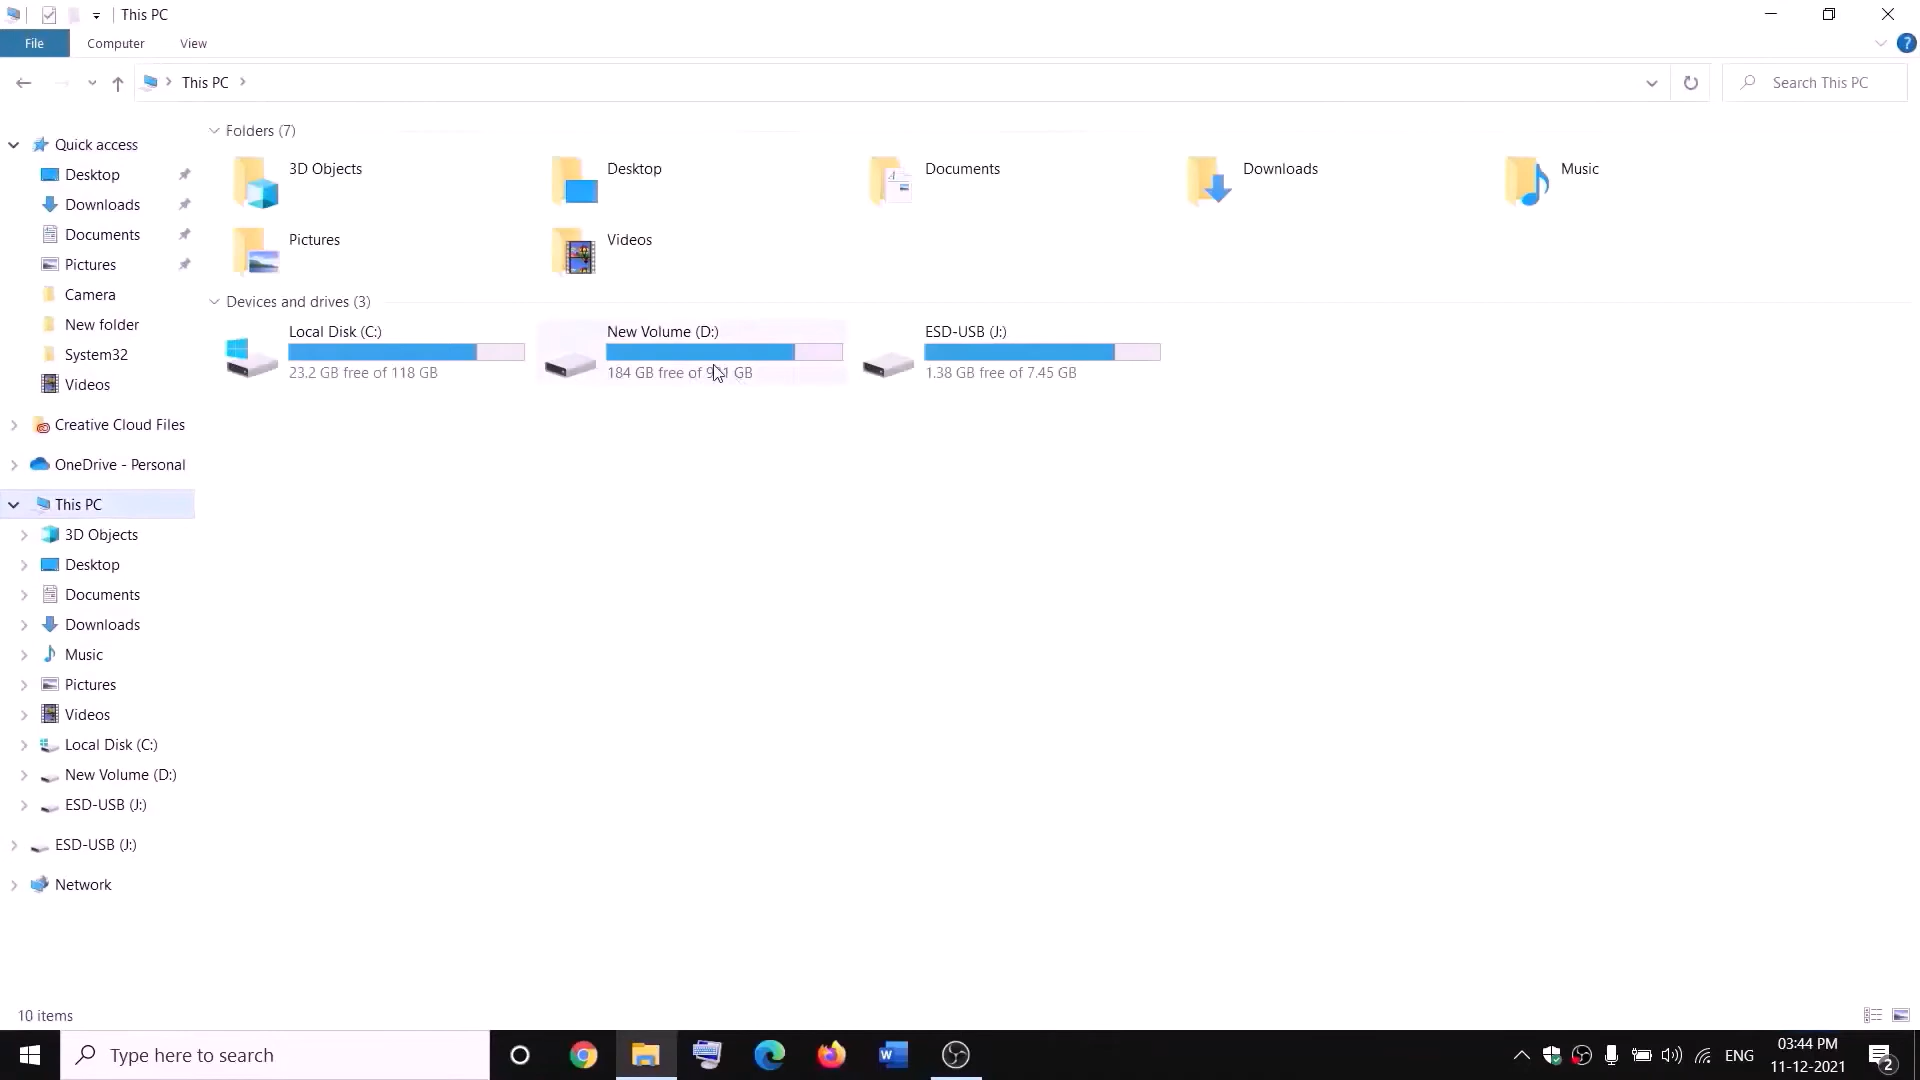 This PC
File
Computer
View
This PC
Search This PC
Quick access
Desktop
Downloads
Documents
Pictures
Camera
New folder
System32
Videos
Creative Cloud Files
OneDrive - Personal
This PC
3D Objects
Desktop
Documents
Downloads
Music
Pictures
Videos
Local Disk (C:)
New Volume (D:)
ESD-USB (J:)
ESD-USB (J:)
Network
Folders (7)
3D Objects
Desktop
Documents
Downloads
Music
Pictures
Videos
Devices and drives (3)
Local Disk (C:)
23.2 GB free of 118 GB
New Volume (D:)
184 GB free of GB
ESD-USB (J:)
1.38 GB free of 7.45 GB
10 items
Type here to search
ENG
03:44 PM
11-12-2021
2